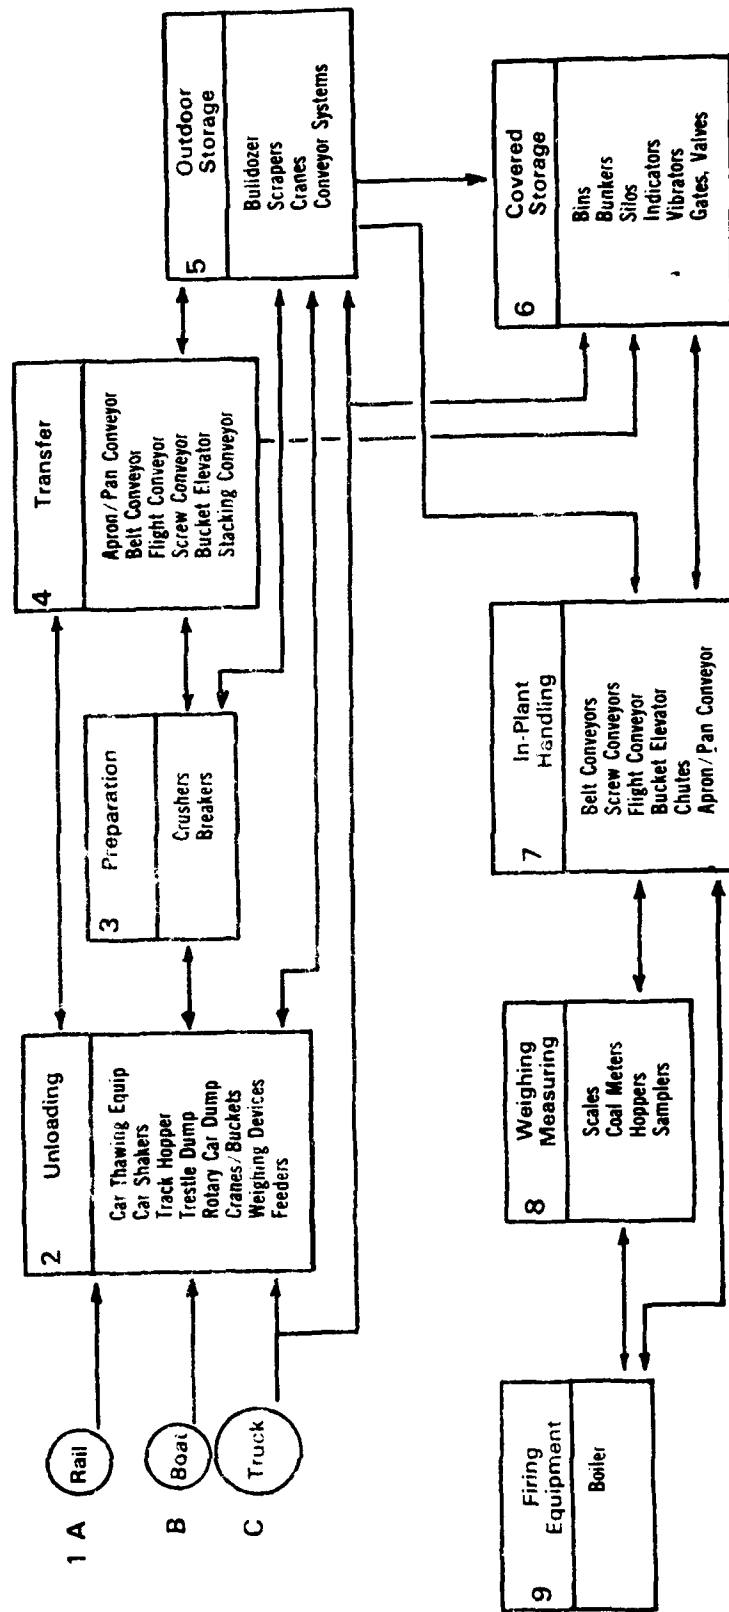 1 A
Rail
B
Boat
C
Truck
2
Unloading
Car Thawing Equip
Car Shakers
Track Hopper
Trestle Dump
Rotary Car Dump
Cranes/Buckets
Weighing Devices
Feeders
3
Preparation
Crushers
Breakers
4
Transfer
Apron/Pan Conveyor
Belt Conveyor
Flight Conveyor
Screw Conveyor
Bucket Elevator
Stacking Conveyor
5
Outdoor
Storage
Bulldozer
Scrapers
Cranes
Conveyor Systems
6
Covered
Storage
Bins
Bunkers
Silos
Indicators
Vibrators
Gates, Valves
7
In-Plant
Handling
Belt Conveyors
Screw Conveyors
Flight Conveyor
Bucket Elevator
Chutes
Apron/Pan Conveyor
8
Weighing
Measuring
Scales
Coal Meters
Hoppers
Samplers
9
Firing
Equipment
Boiler